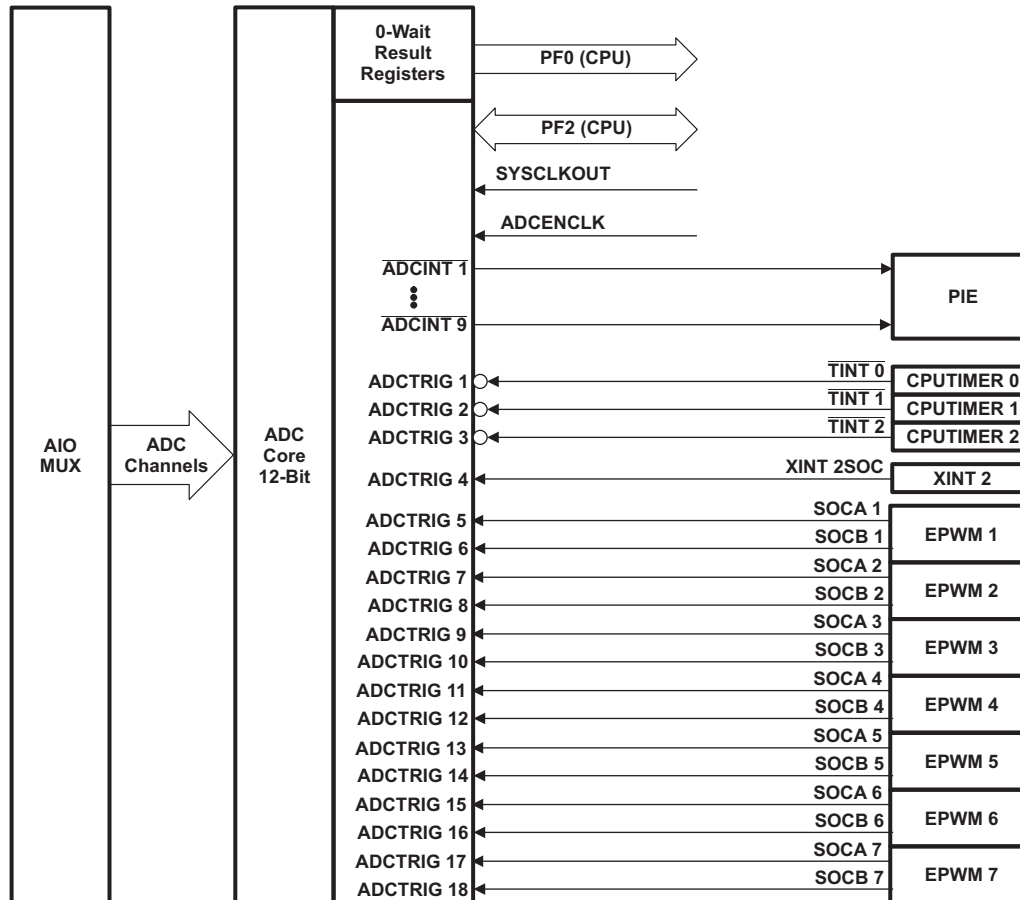 0-Wait
Result
Registers
PF0 (CPU)
PF2 (CPU)
SYSCLKOUT
ADCENCLK
ADCINT 1
ADCINT 9
PIE
ADCTRIG 1
TINT 0
CPUTIMER 0
ADCTRIG 2
TINT 1
CPUTIMER 1
ADCTRIG 3
TINT 2
CPUTIMER 2
AIO
MUX
ADC
Channels
ADC
Core
12-Bit
ADCTRIG 4
XINT 2SOC
XINT 2
ADCTRIG 5
SOCA 1
EPWM 1
ADCTRIG 6
SOCB 1
ADCTRIG 7
SOCA 2
EPWM 2
ADCTRIG 8
SOCB 2
ADCTRIG 9
SOCA 3
EPWM 3
ADCTRIG 10
SOCB 3
ADCTRIG 11
SOCA 4
EPWM 4
ADCTRIG 12
SOCB 4
ADCTRIG 13
SOCA 5
EPWM 5
ADCTRIG 14
SOCB 5
ADCTRIG 15
SOCA 6
EPWM 6
ADCTRIG 16
SOCB 6
ADCTRIG 17
SOCA 7
EPWM 7
ADCTRIG 18
SOCB 7